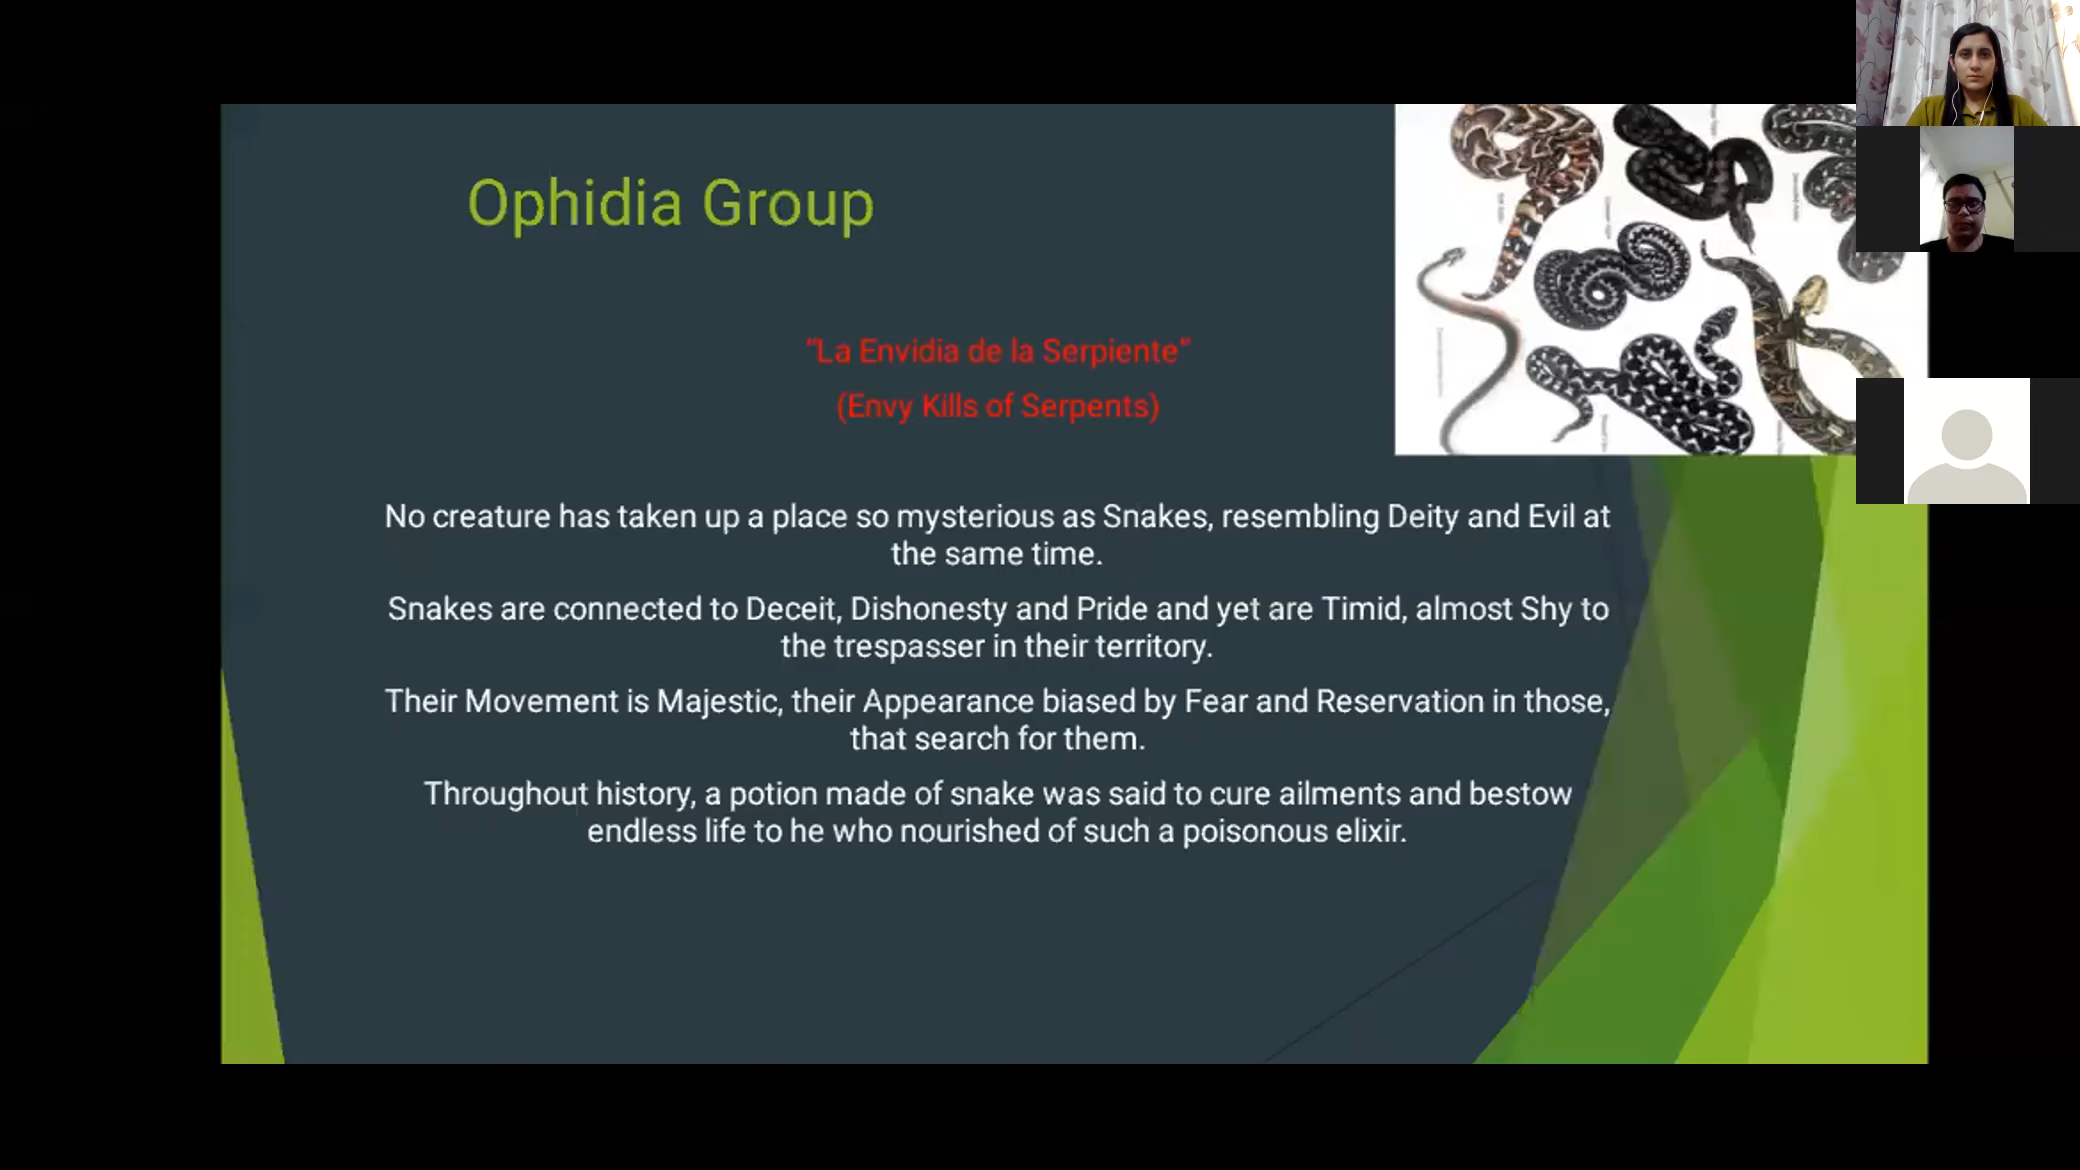 Ophidia Group
"La Envidia de la Serpiente"
(Envy Kills of Serpents)
No creature has taken up a place so mysterious as Snakes, resembling Deity and Evil at
the same time.
Snakes are connected to Deceit, Dishonesty and Pride and yet are Timid, almost Shy to
the trespasser in their territory.
Their Movement is Majestic, their Appearance biased by Fear and Reservation in those,
that search for them.
Throughout history, a potion made of snake was said to cure ailments and bestow
endless life to he who nourished of such a poisonous elixir.